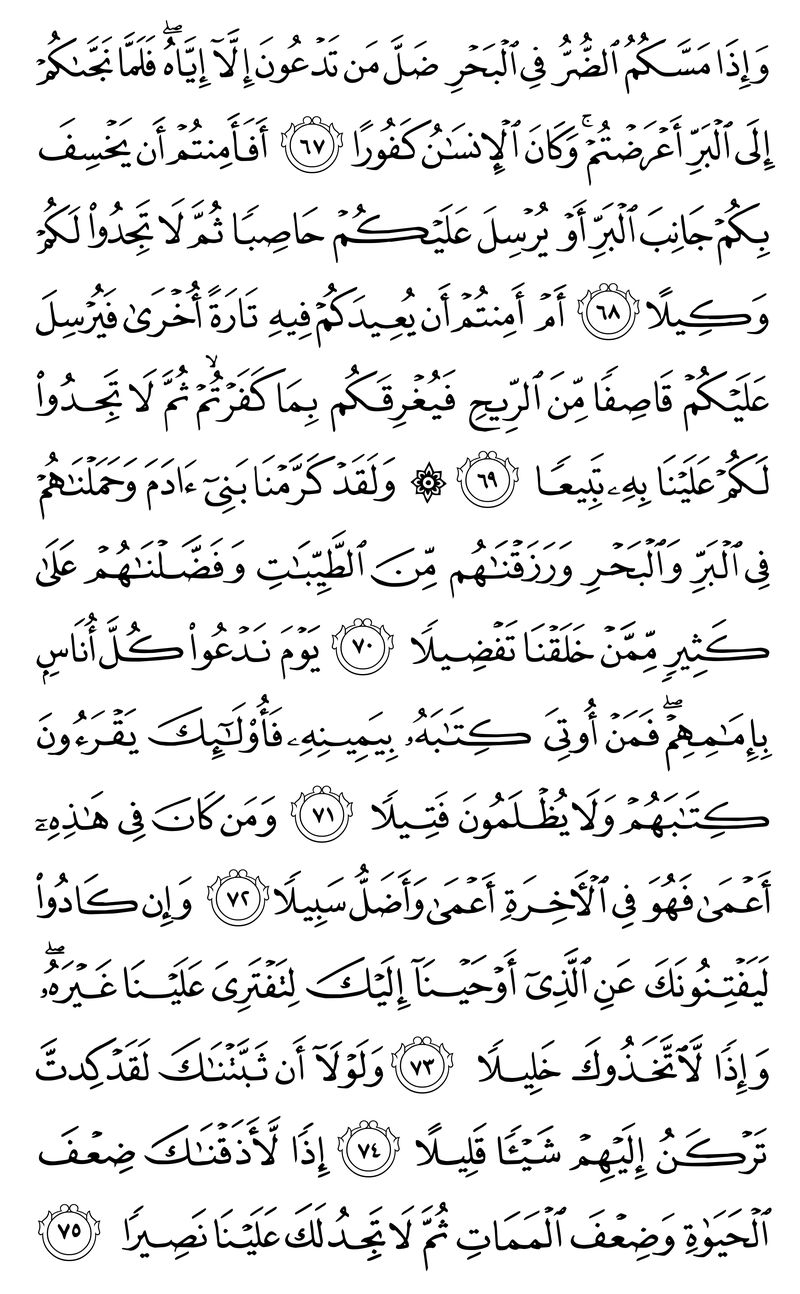 وَإِذَا مَسَّكُمُ ٱلضُّرُّ فِى ٱلْبَحْرِ ضَلَّ مَن تَدْعُونَ إِلَّآ إِيَّاهُ ۖ فَلَمَّا نَجَّىٰكُمْ
إِلَى ٱلْبَرِّ أَعْرَضْتُمْ ۚ وَكَانَ ٱلْإِنسَـٰنُ كَفُورًا ٦٧ أَفَأَمِنتُمْ أَن يَخْسِفَ
بِكُمْ جَانِبَ ٱلْبَرِّ أَوْ يُرْسِلَ عَلَيْكُمْ حَاصِبًا ثُمَّ لَا تَجِدُوا۟ لَكُمْ
وَكِيلًا ٦٨ أَمْ أَمِنتُمْ أَن يُعِيدَكُمْ فِيهِ تَارَةً أُخْرَىٰ فَيُرْسِلَ
عَلَيْكُمْ قَاصِفًا مِّنَ ٱلرِّيحِ فَيُغْرِقَكُم بِمَا كَفَرْتُمْ ۙ ثُمَّ لَا تَجِدُوا۟
لَكُمْ عَلَيْنَا بِهِۦ تَبِيعًا ٦٩ ۞ وَلَقَدْ كَرَّمْنَا بَنِىٓ ءَادَمَ وَحَمَلْنَـٰهُمْ
فِى ٱلْبَرِّ وَٱلْبَحْرِ وَرَزَقْنَـٰهُم مِّنَ ٱلطَّيِّبَـٰتِ وَفَضَّلْنَـٰهُمْ عَلَىٰ
كَثِيرٍ مِّمَّنْ خَلَقْنَا تَفْضِيلًا ٧٠ يَوْمَ نَدْعُوا۟ كُلَّ أُنَاسٍۭ
بِإِمَـٰمِهِمْ ۖ فَمَنْ أُوتِىَ كِتَـٰبَهُۥ بِيَمِينِهِۦ فَأُو۟لَـٰٓئِكَ يَقْرَءُونَ
كِتَـٰبَهُمْ وَلَا يُظْلَمُونَ فَتِيلًا ٧١ وَمَن كَانَ فِى هَـٰذِهِۦٓ
أَعْمَىٰ فَهُوَ فِى ٱلْـَٔاخِرَةِ أَعْمَىٰ وَأَضَلُّ سَبِيلًا ٧٢ وَإِن كَادُوا۟
لَيَفْتِنُونَكَ عَنِ ٱلَّذِىٓ أَوْحَيْنَآ إِلَيْكَ لِتَفْتَرِىَ عَلَيْنَا غَيْرَهُۥ ۖ
وَإِذًا لَّٱتَّخَذُوكَ خَلِيلًا ٧٣ وَلَوْلَآ أَن ثَبَّتْنَـٰكَ لَقَدْ كِدتَّ
تَرْكَنُ إِلَيْهِمْ شَيْـًٔا قَلِيلًا ٧٤ إِذًا لَّأَذَقْنَـٰكَ ضِعْفَ
ٱلْحَيَوٰةِ وَضِعْفَ ٱلْمَمَاتِ ثُمَّ لَا تَجِدُ لَكَ عَلَيْنَا نَصِيرًا ٧٥